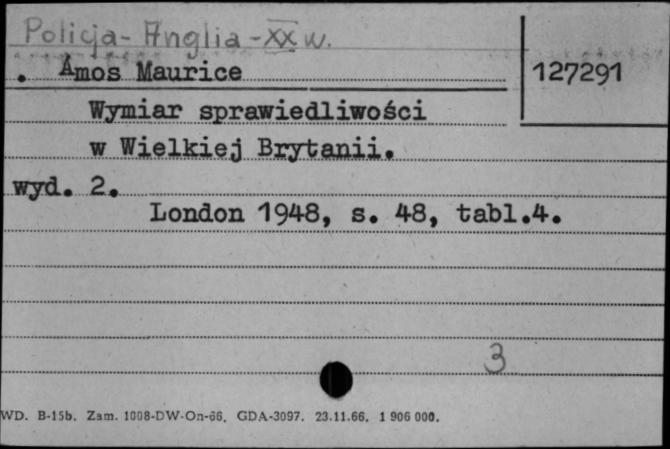 Policja - Anglia - XX w.
Amos Maurice
127291
Wymiar sprawiedliwości
w Wielkiej Brytanii.
wyd. 2.
London 1948, s. 48, tabl.4.
3
WD. B-15b. Zam. 1008-DW-On-66. GDA-3097. 23.11.66. 1 906 000.